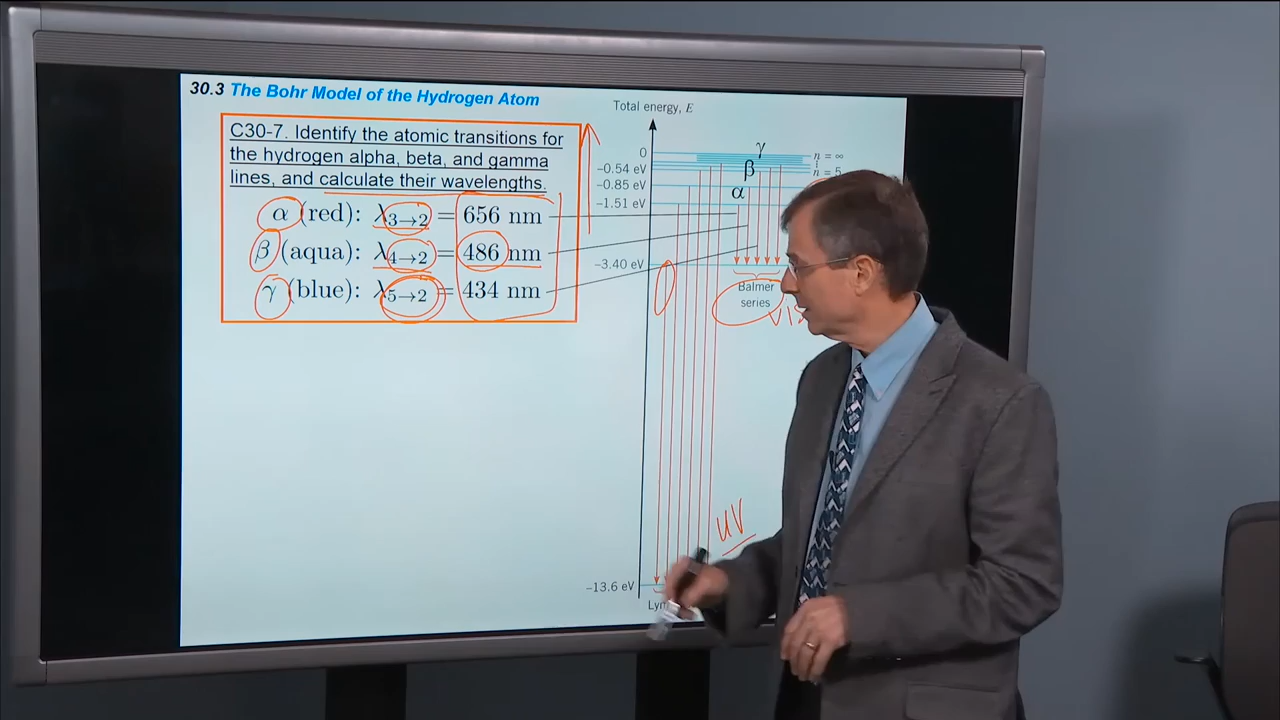 30.3 The Bohr Model of the Hydrogen Atom
C30-7. Identify the atomic transitions for
the hydrogen alpha, beta, and gamma
lines, and calculate their wavelengths.
α (red): λ3→2 = 656 nm
β (aqua): λ4→2 = 486 nm
γ (blue): λ5→2 = 434 nm
Total energy, E
0
−0.54 eV
−0.85 eV
−1.51 eV
−3.40 eV
−13.6 eV
γ
β
α
n = ∞
n = 5
Balmer
series
UV